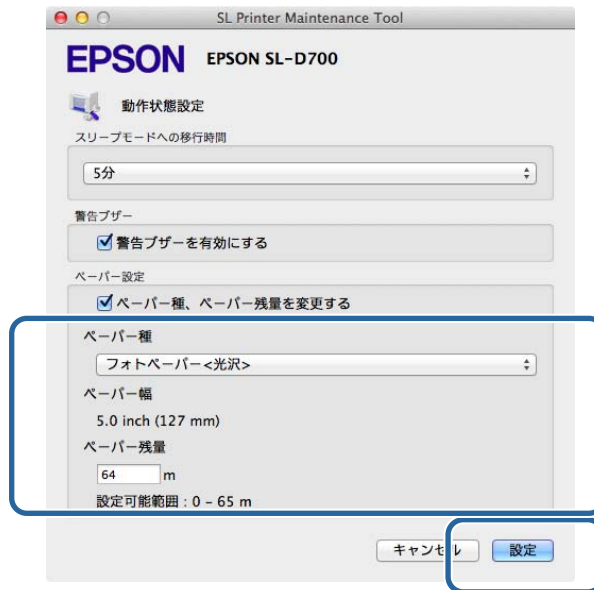 SL Printer Maintenance Tool
EPSON EPSON SL-D700
動作状態設定
スリープモードへの移行時間
5分
警告ブザー
警告ブザーを有効にする
ペーパー設定
ペーパー種、ペーパー残量を変更する
ペーパー種
フォトペーパー<光沢>
ペーパー幅
5.0 inch (127 mm)
ペーパー残量
64 m
設定可能範囲 : 0 – 65 m
キャンセル 設定